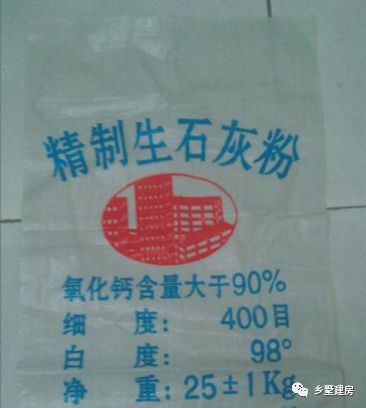 精制生石灰粉
氧化钙含量大于90%
细 度: 400目
白 度: 98°
净 重: 25±1Kg
乡墅建房